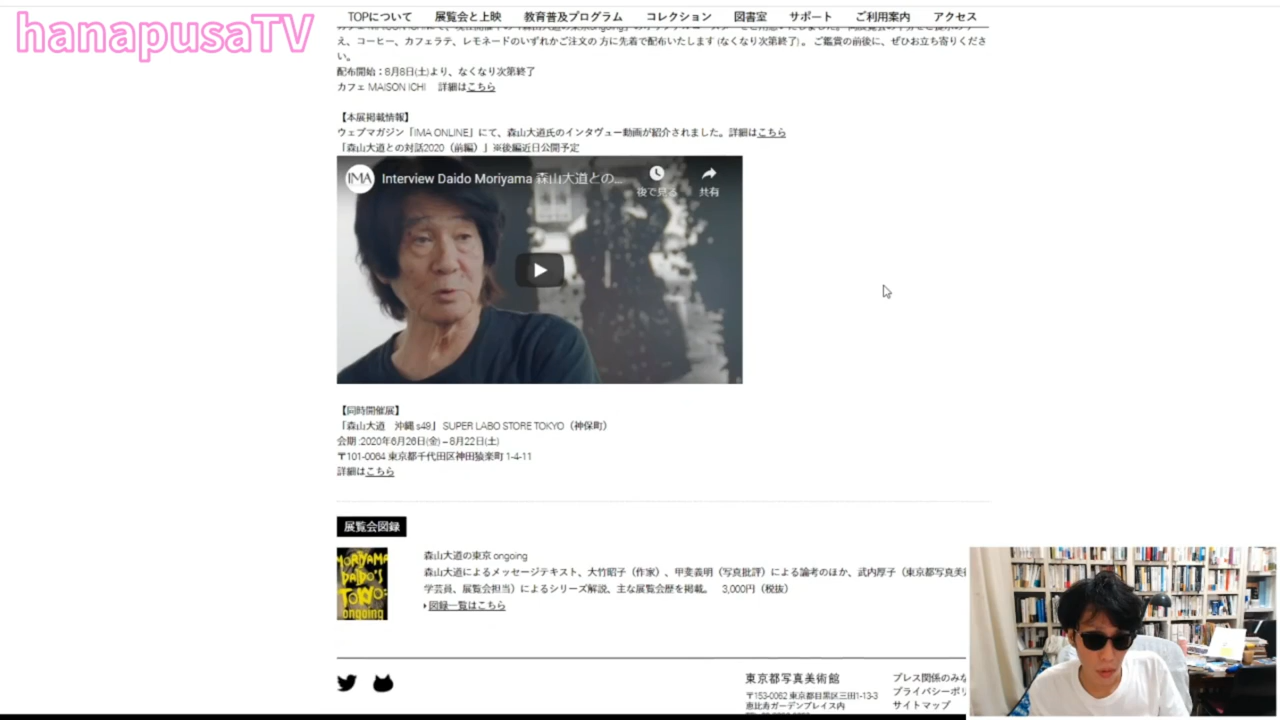 hanapusaTV
TOPについて 展覧会と上映 教育普及プログラム コレクション 図書室 サポート ご利用案内 アクセス
え、コーヒー、カフェラテ、レモネードのいずれかご注文の方に先着で配布いたします (なくなり次第終了) 。ご鑑賞の前後に、ぜひお立ち寄りくださ
い。
配布開始：8月8日(土)より、なくなり次第終了
カフェ MAISON ICHI 詳細はこちら
【本展掲載情報】
ウェブマガジン「IMA ONLINE」にて、森山大道氏のインタヴュー動画が紹介されました。詳細はこちら
「森山大道との対話2020（前編）」※後編近日公開予定
IMA Interview Daido Moriyama 森山大道との... 後で見る 共有
【同時開催展】
「森山大道 沖縄 s49」 SUPER LABO STORE TOKYO（神保町）
会期 :2020年6月26日(金) – 8月22日(土)
〒101-0064 東京都千代田区神田猿楽町 1-4-11
詳細はこちら
展覧会図録
MORIYAMA
DAIDO'S
TOKYO:
ongoing
森山大道の東京 ongoing
森山大道によるメッセージテキスト、大竹昭子（作家）、甲斐義明（写真批評）による論考のほか、武内厚子（東京都写真美
学芸員、展覧会担当）によるシリーズ解説、主な展覧会歴を掲載。 3,000円（税抜）
図録一覧はこちら
東京都写真美術館
〒153-0062 東京都目黒区三田1-13-3
恵比寿ガーデンプレイス内
プレス関係のみな
プライバシーポリ
サイトマップ